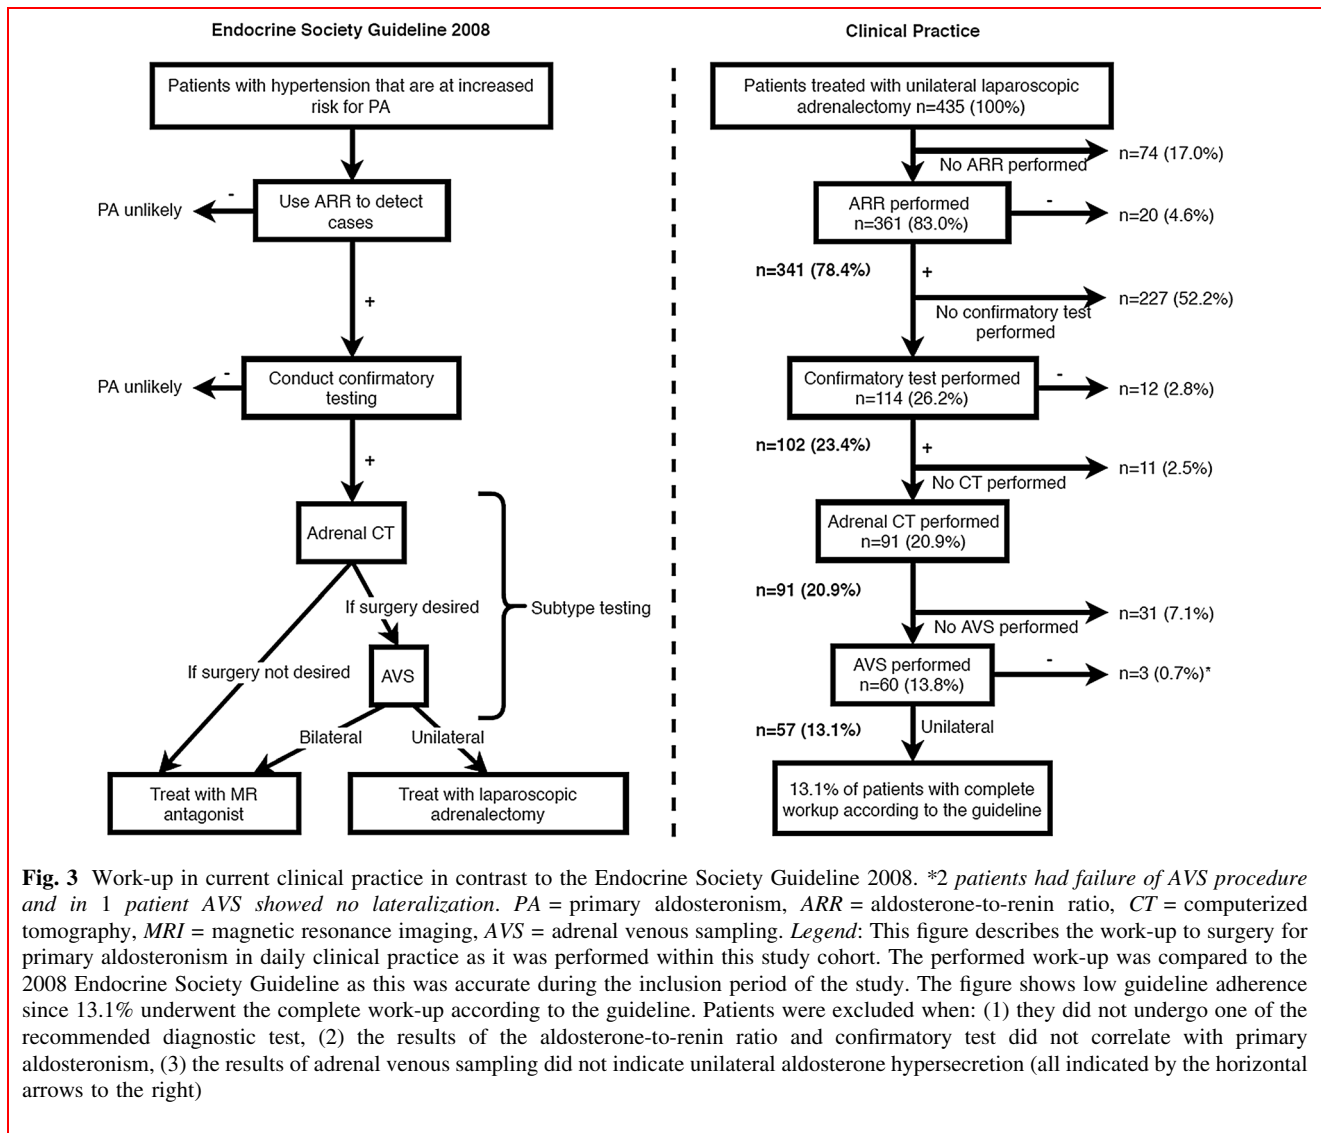 Endocrine Society Guideline 2008
Patients with hypertension that are at increased
risk for PA
Use ARR to detect
cases
-
PA unlikely
+
Conduct confirmatory
testing
-
PA unlikely
+
Adrenal CT
If surgery desired
If surgery not desired
AVS
Subtype testing
Bilateral
Unilateral
Treat with MR
antagonist
Treat with laparoscopic
adrenalectomy
Clinical Practice
Patients treated with unilateral laparoscopic
adrenalectomy n=435 (100%)
No ARR performed
n=74 (17.0%)
ARR performed
n=361 (83.0%)
-
n=20 (4.6%)
n=341 (78.4%)
+
No confirmatory test
performed
n=227 (52.2%)
Confirmatory test performed
n=114 (26.2%)
-
n=12 (2.8%)
n=102 (23.4%)
+
No CT performed
n=11 (2.5%)
Adrenal CT performed
n=91 (20.9%)
n=91 (20.9%)
No AVS performed
n=31 (7.1%)
AVS performed
n=60 (13.8%)
-
n=3 (0.7%)*
n=57 (13.1%)
Unilateral
13.1% of patients with complete
workup according to the guideline
Fig. 3 Work-up in current clinical practice in contrast to the Endocrine Society Guideline 2008. *2 patients had failure of AVS procedure
and in 1 patient AVS showed no lateralization. PA = primary aldosteronism, ARR = aldosterone-to-renin ratio, CT = computerized
tomography, MRI = magnetic resonance imaging, AVS = adrenal venous sampling. Legend: This figure describes the work-up to surgery for
primary aldosteronism in daily clinical practice as it was performed within this study cohort. The performed work-up was compared to the
2008 Endocrine Society Guideline as this was accurate during the inclusion period of the study. The figure shows low guideline adherence
since 13.1% underwent the complete work-up according to the guideline. Patients were excluded when: (1) they did not undergo one of the
recommended diagnostic test, (2) the results of the aldosterone-to-renin ratio and confirmatory test did not correlate with primary
aldosteronism, (3) the results of adrenal venous sampling did not indicate unilateral aldosterone hypersecretion (all indicated by the horizontal
arrows to the right)